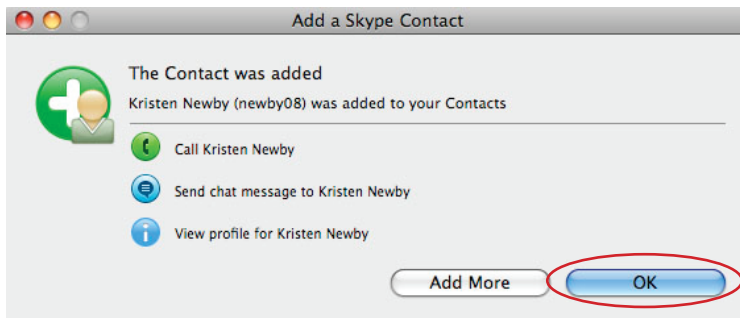 Add a Skype Contact
The Contact was added
Kristen Newby (newby08) was added to your Contacts
Call Kristen Newby
Send chat message to Kristen Newby
View profile for Kristen Newby
Add More
OK